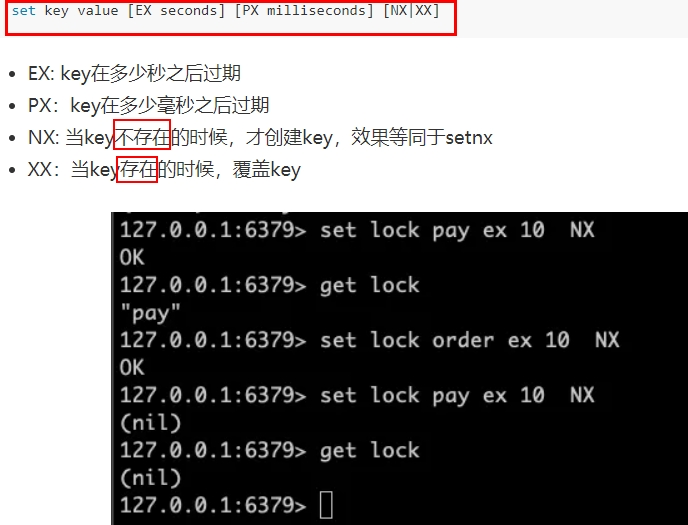 set key value [EX seconds] [PX milliseconds] [NX|XX]
• EX: key在多少秒之后过期
• PX：key在多少毫秒之后过期
• NX: 当key不存在的时候，才创建key，效果等同于setnx
• XX：当key存在的时候，覆盖key
127.0.0.1:6379> set lock pay ex 10  NX
OK
127.0.0.1:6379> get lock
"pay"
127.0.0.1:6379> set lock order ex 10  NX
OK
127.0.0.1:6379> set lock pay ex 10  NX
(nil)
127.0.0.1:6379> get lock
(nil)
127.0.0.1:6379>